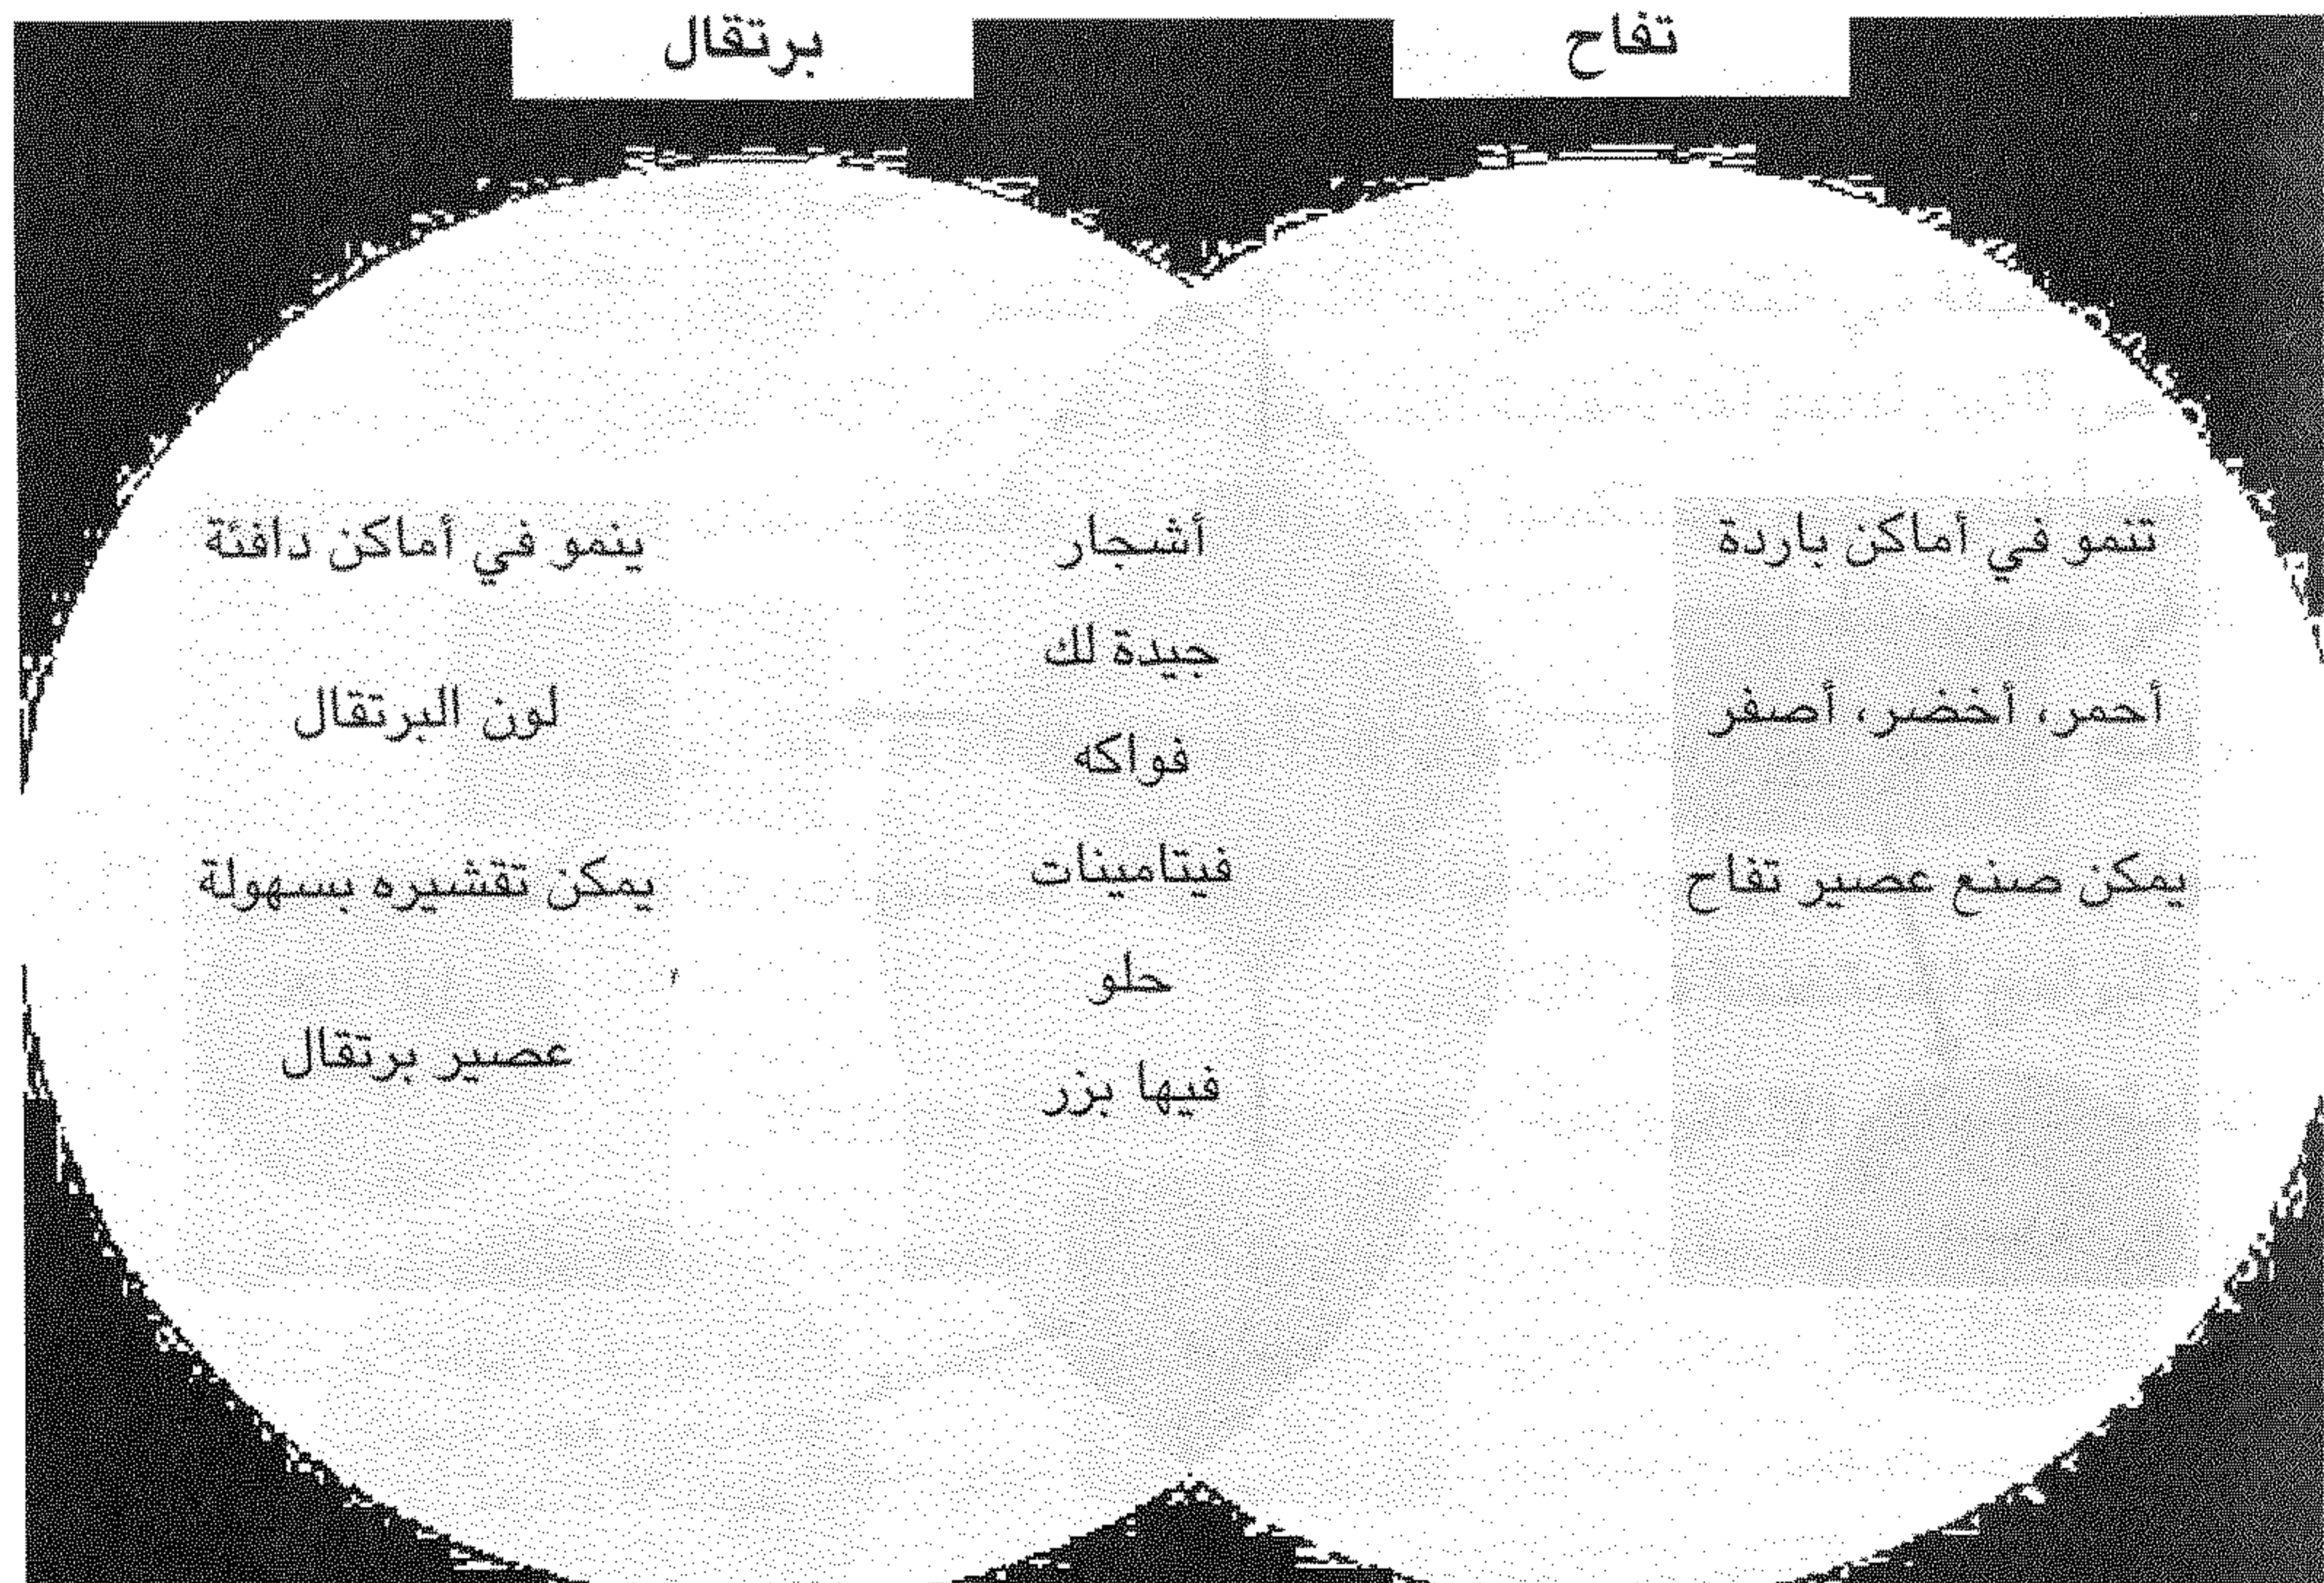 تفاح
برتقال
تنمو في أماكن باردة
أحمر، أخضر، أصفر
يمكن صنع عصير تفاح
أشجار
جيدة لك
فواكه
فيتامينات
حلو
فيها بزر
ينمو في أماكن دافئة
لون البرتقال
يمكن تقشيره بسهولة
عصير برتقال